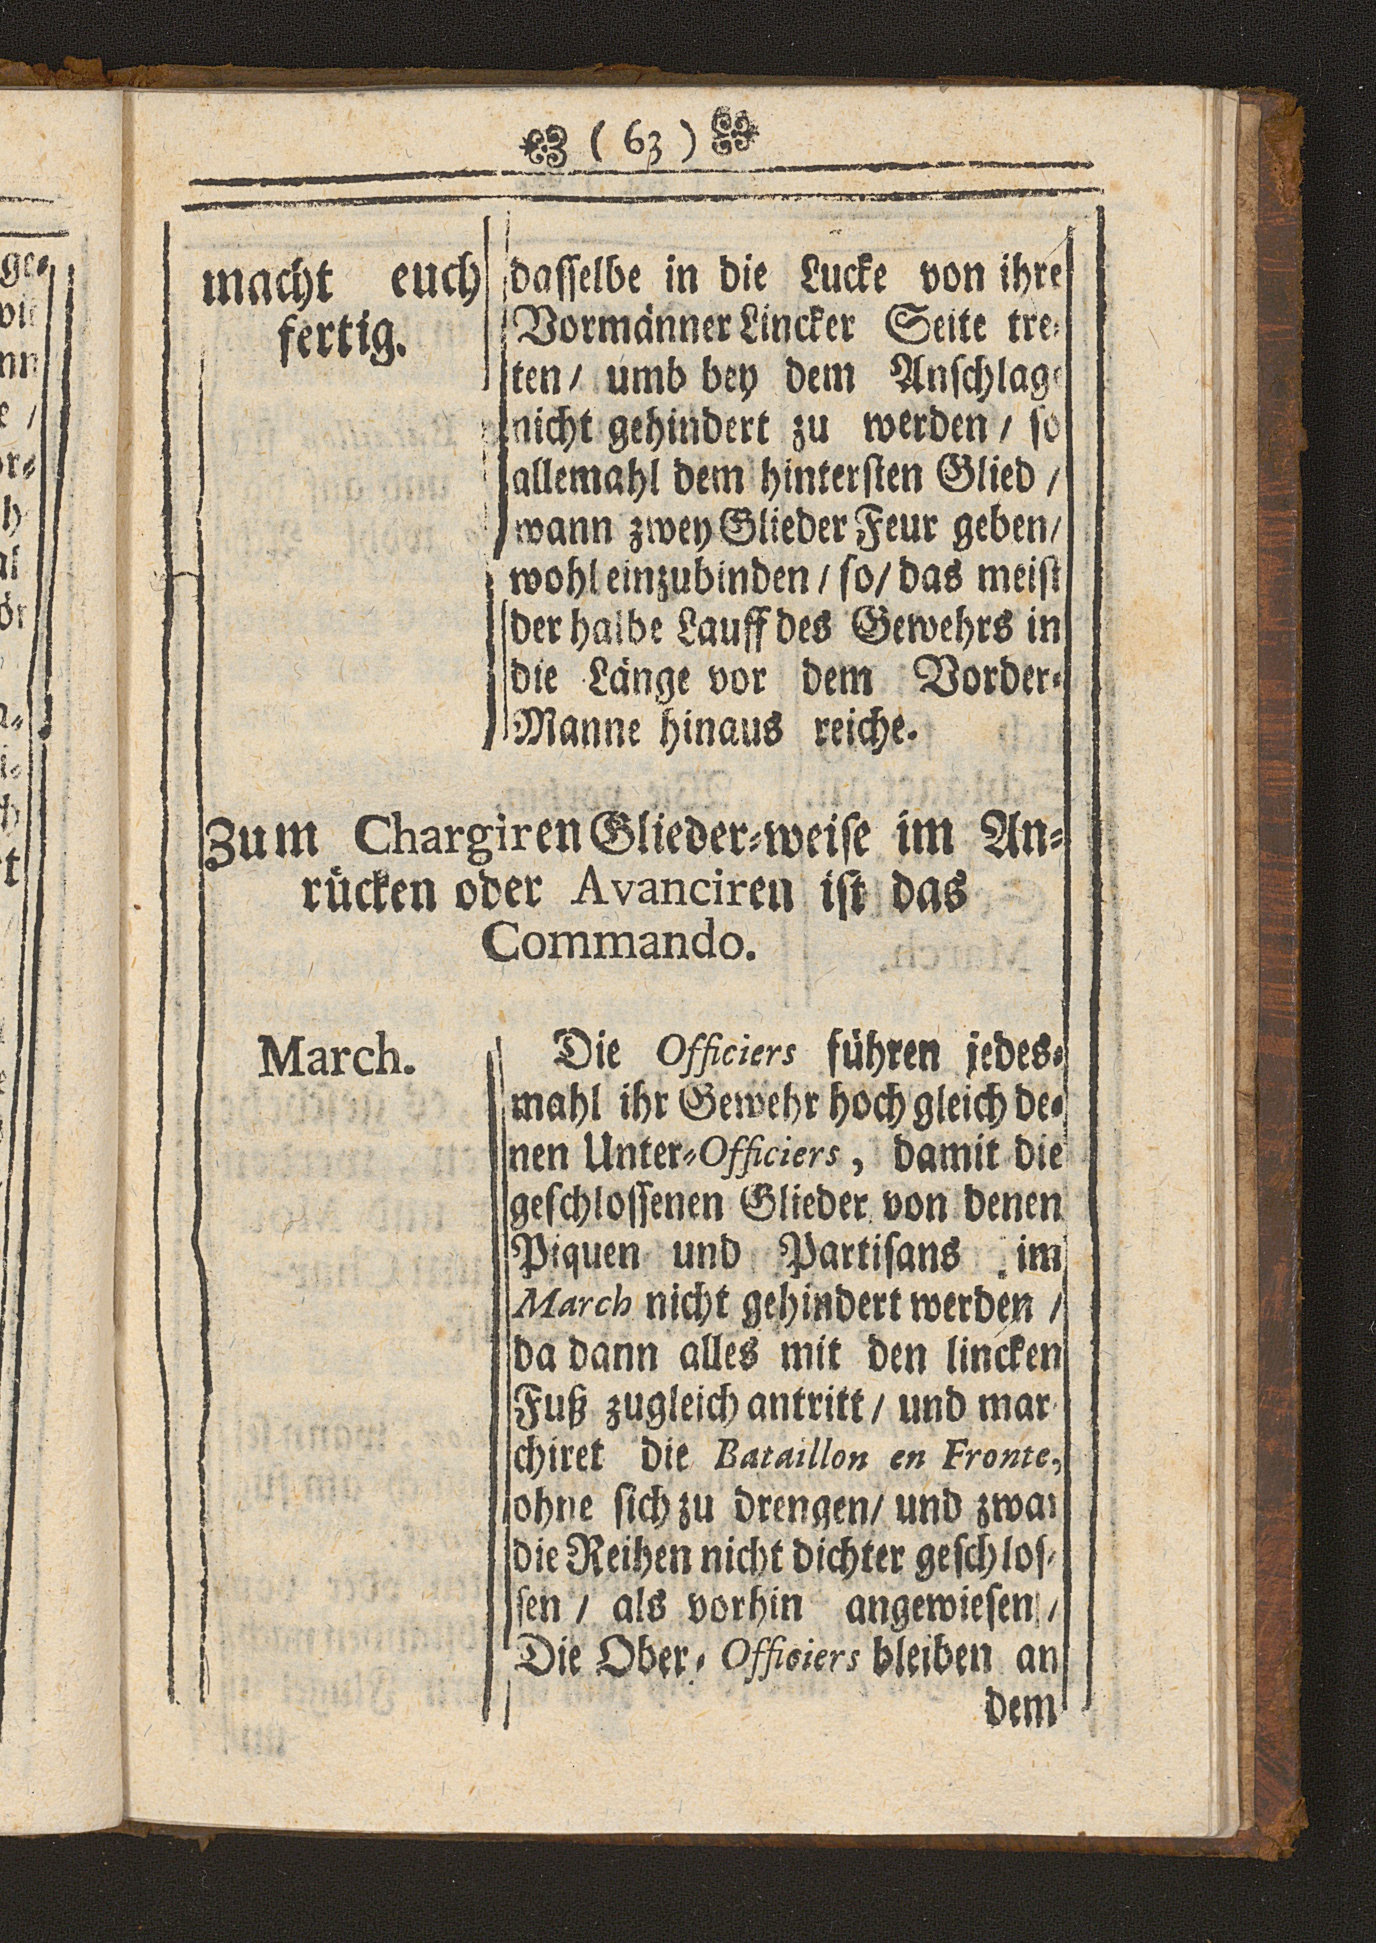 ( 63 )
macht euch
fertig.
dasselbe in die Lucke von ihre
Vormänner Lincker Seite tre-
ten / umb bey dem Anschlage
nicht gehindert zu werden / so
allemahl dem hintersten Glied /
wann zwey Glieder Feur geben /
wohl einzubinden / so / das meist
der halbe Lauff des Gewehrs in
die Länge vor dem Vorder-
Manne hinaus reiche.
Zum Chargiren Glieder-weise im An-
rücken oder Avanciren ist das
Commando.
March.
Die Officiers führen jedes-
mahl ihr Gewehr hoch gleich de-
nen Unter-Officiers, damit die
geschlossenen Glieder von denen
Piquen und Partisans im
March nicht gehindert werden /
da dann alles mit den lincken
Fuß zugleich antritt / und mar-
chiret die Bataillon en Fronte,
ohne sich zu drengen / und zwar
die Reihen nicht dichter geschlos-
sen / als vorhin angewiesen /
Die Ober-Officiers bleiben an
dem